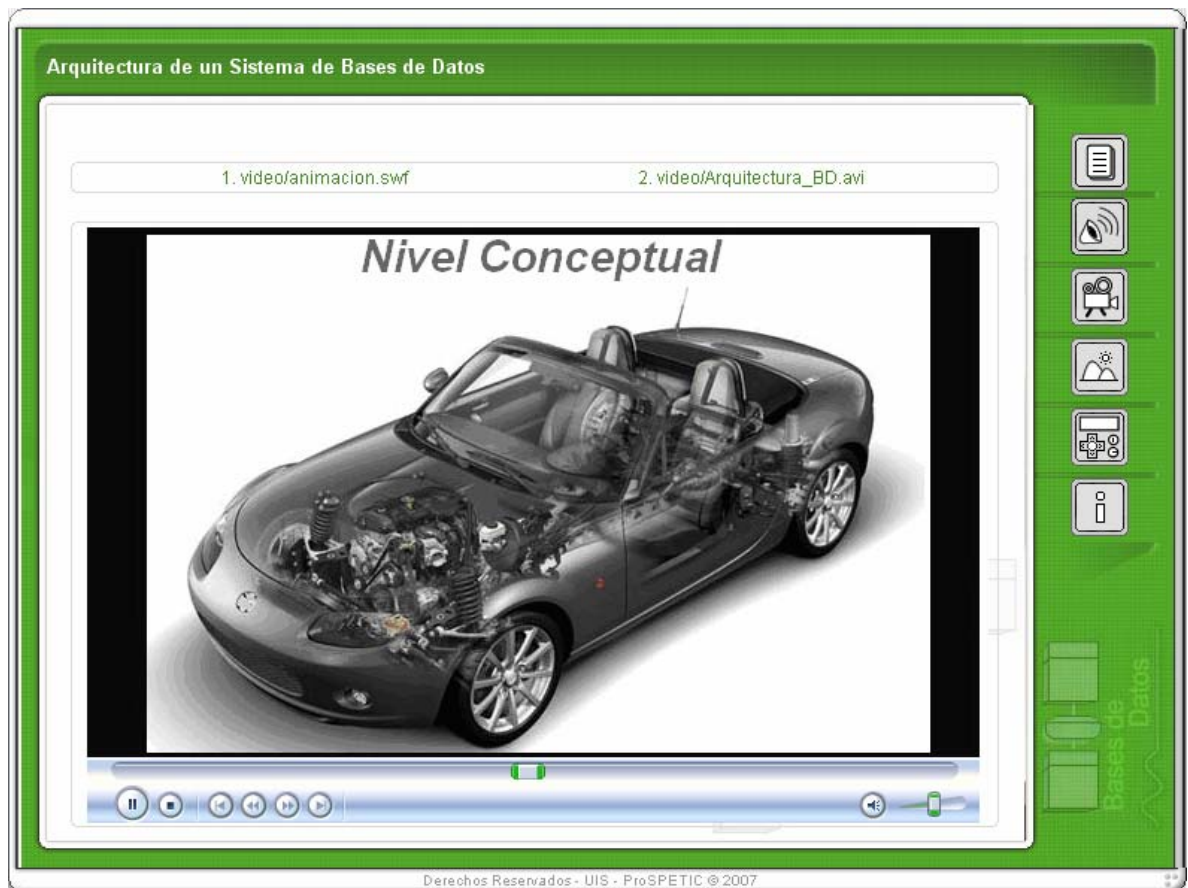 Arquitectura de un Sistema de Bases de Datos
1. video/animacion.swf
2. video/Arquitectura_BD.avi
Nivel Conceptual
Bases de
Datos
Derechos Reservados - UIS - ProSPETIC © 2007